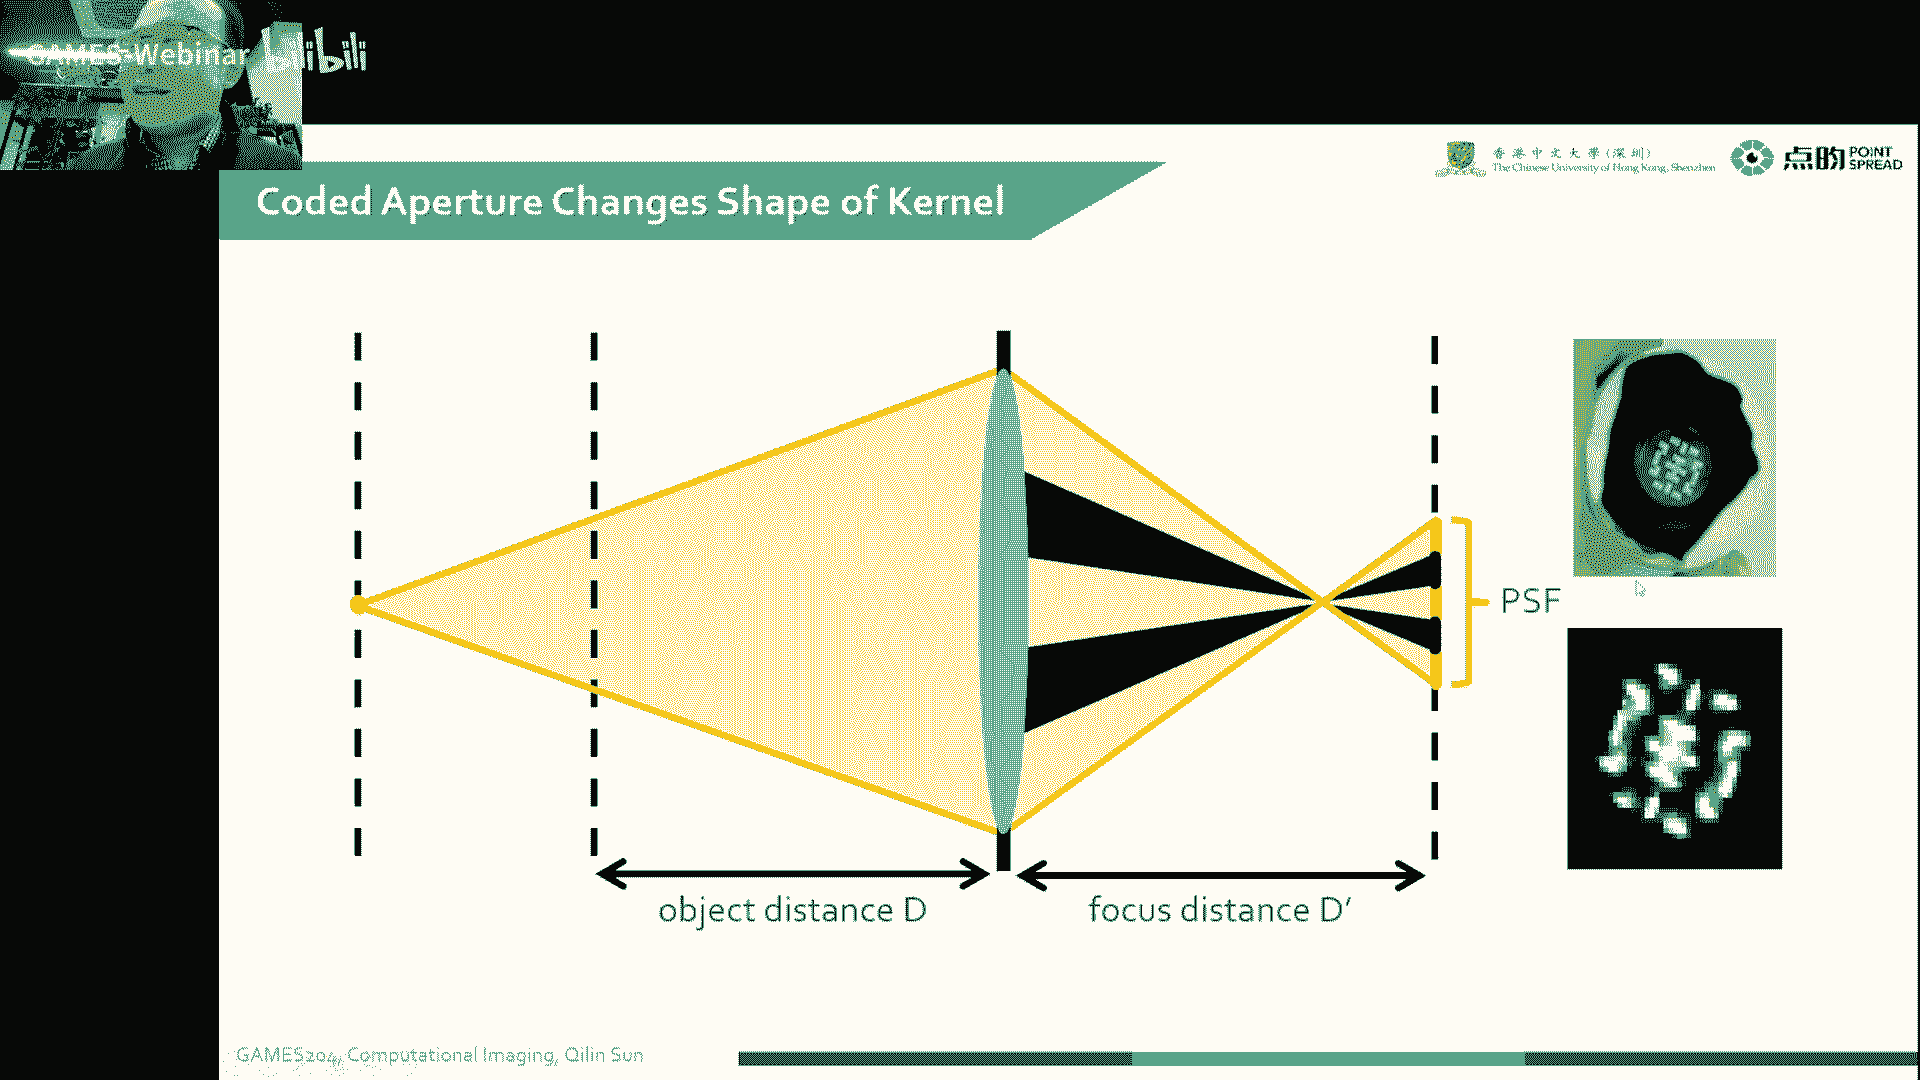 GAMES-Webinar bilibili
香港中文大學(深圳)
The Chinese University of Hong Kong, Shenzhen
点昀 POINT SPREAD
Coded Aperture Changes Shape of Kernel
PSF
object distance D
focus distance D′
GAMES204, Computational Imaging, Qilin Sun